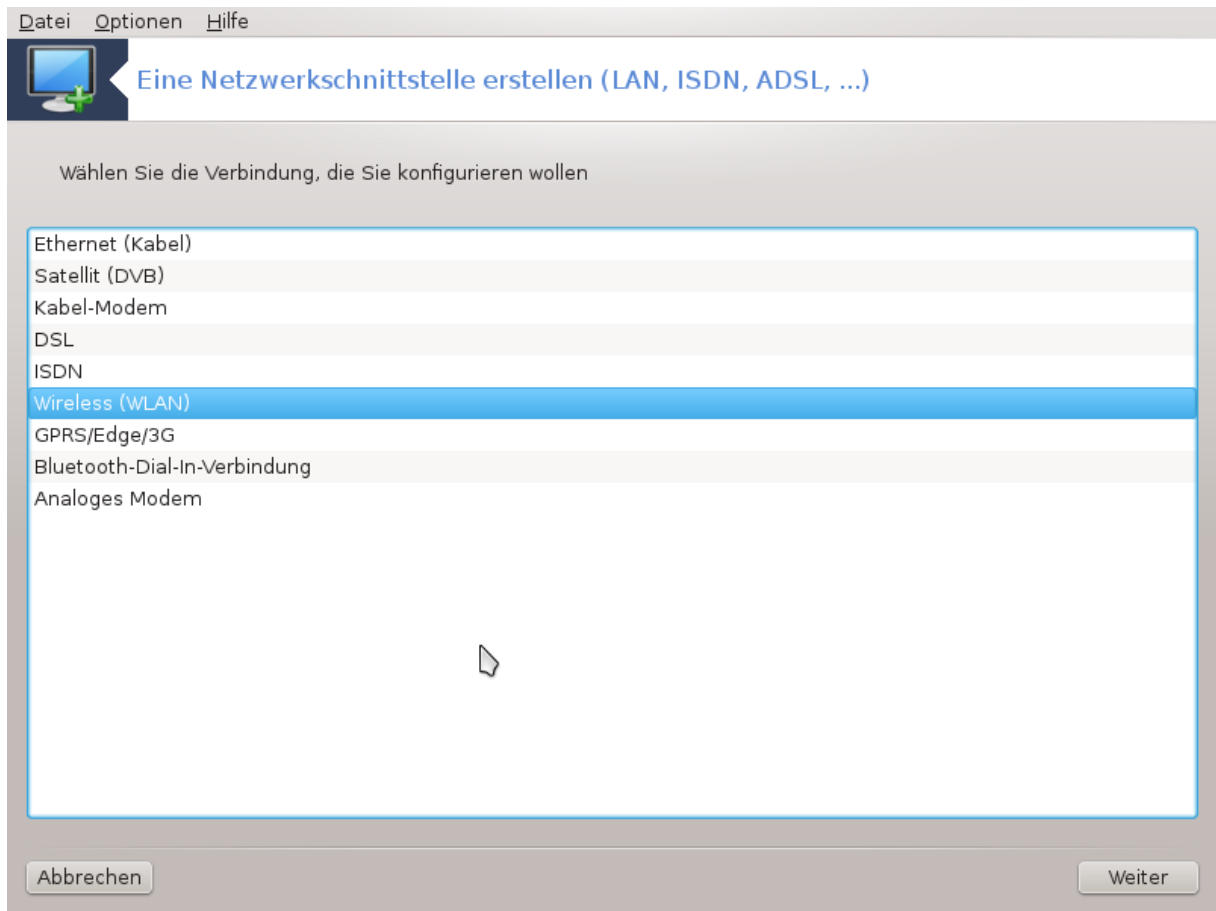 Datei Optionen Hilfe
Eine Netzwerkschnittstelle erstellen (LAN, ISDN, ADSL, ...)
Wählen Sie die Verbindung, die Sie konfigurieren wollen
Ethernet (Kabel)
Satellit (DVB)
Kabel-Modem
DSL
ISDN
Wireless (WLAN)
GPRS/Edge/3G
Bluetooth-Dial-In-Verbindung
Analoges Modem
Abbrechen Weiter